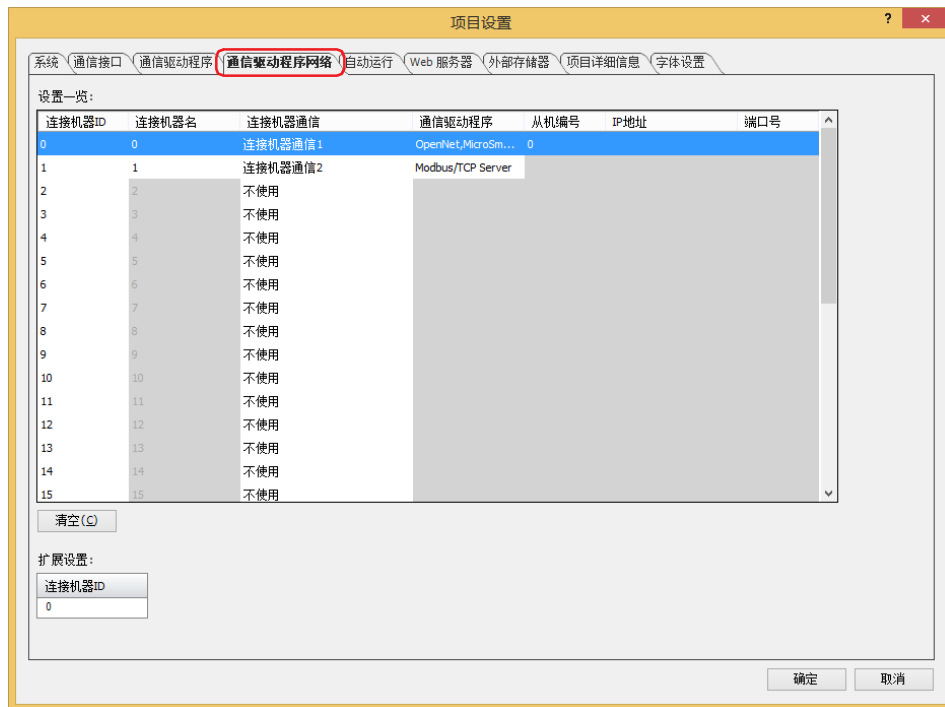 项目设置
? ×
系统 通信接口 通信驱动程序 通信驱动程序网络 自动运行 Web 服务器 外部存储器 项目详细信息 字体设置
设置一览:
连接机器ID 连接机器名 连接机器通信 通信驱动程序 从机编号 IP地址 端口号
0 0 连接机器通信1 OpenNet,MicroSm... 0
1 1 连接机器通信2 Modbus/TCP Server
2 2 不使用
3 3 不使用
4 4 不使用
5 5 不使用
6 6 不使用
7 7 不使用
8 8 不使用
9 9 不使用
10 10 不使用
11 11 不使用
12 12 不使用
13 13 不使用
14 14 不使用
15 15 不使用
清空(C)
扩展设置:
连接机器ID
0
确定 取消